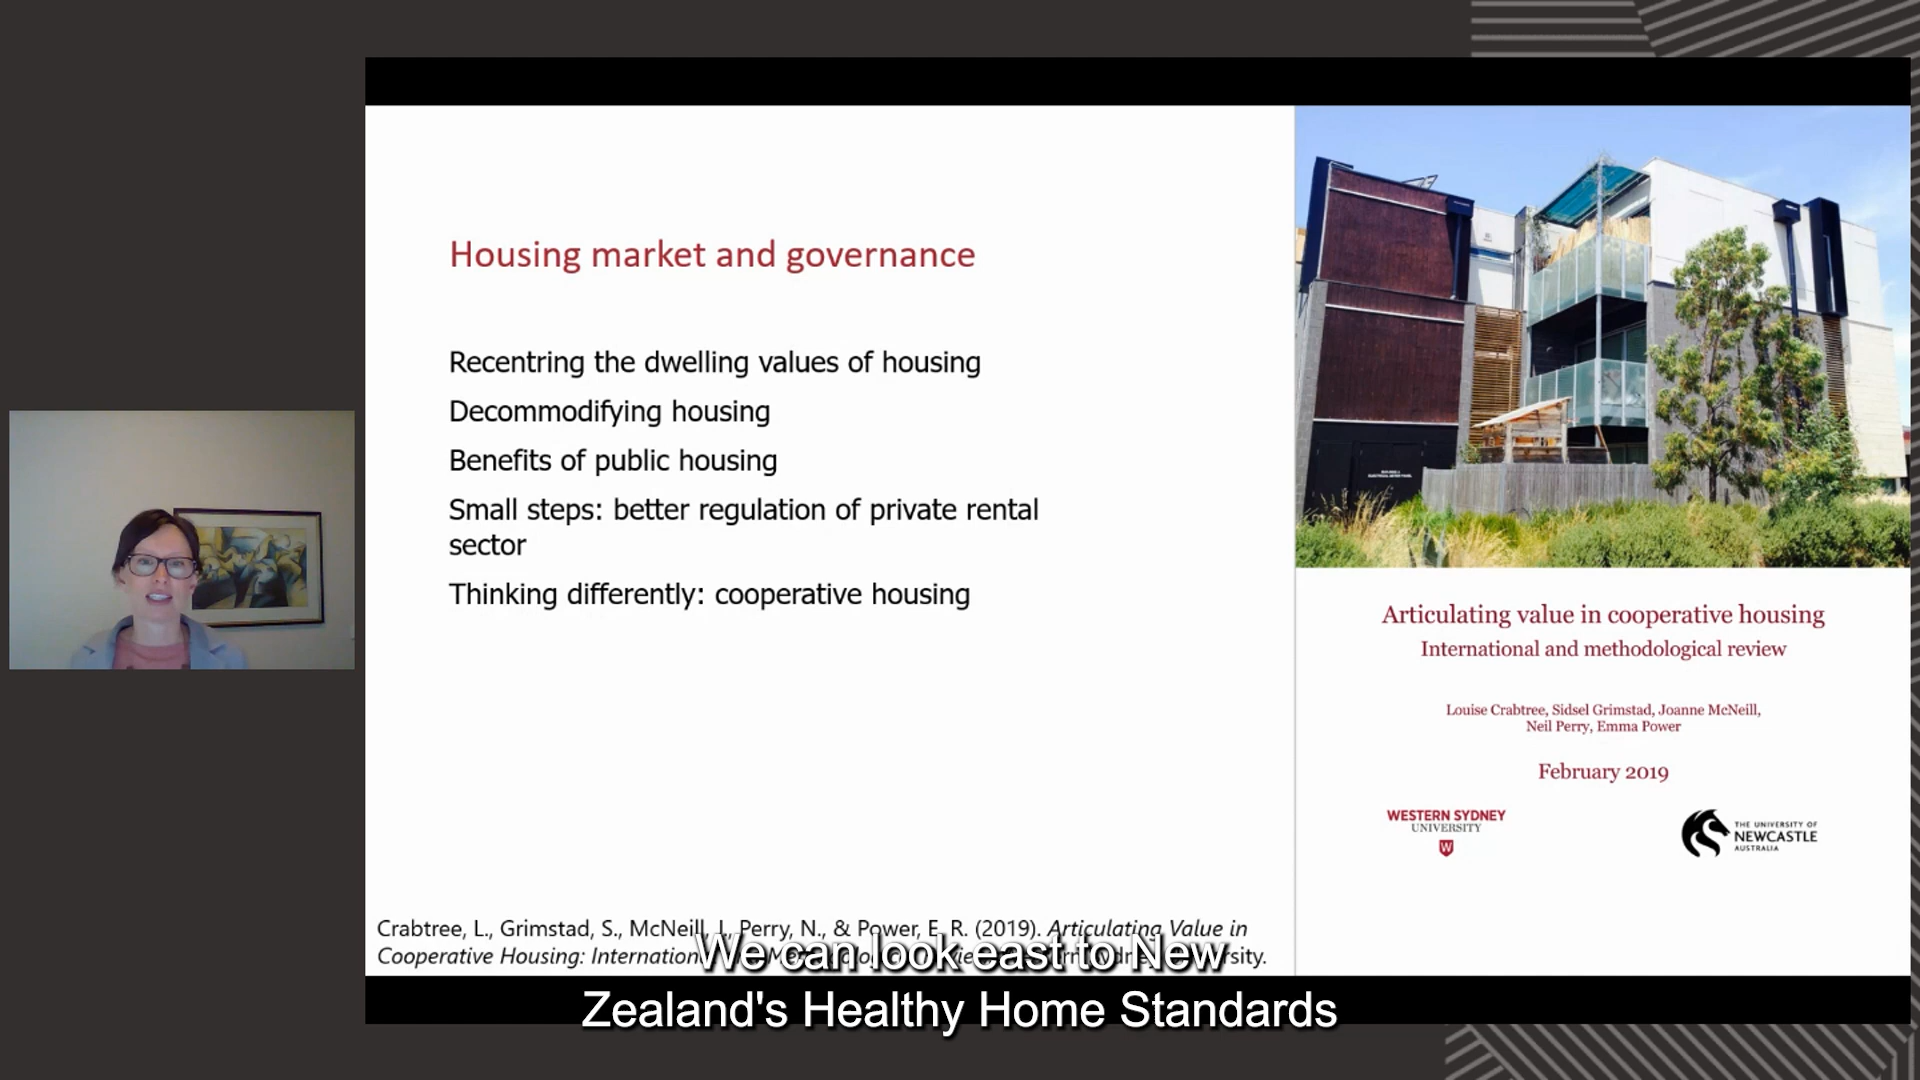 Housing market and governance
Recentring the dwelling values of housing
Decommodifying housing
Benefits of public housing
Small steps: better regulation of private rental
sector
Thinking differently: cooperative housing
Articulating value in cooperative housing
International and methodological review
Louise Crabtree, Sidsel Grimstad, Joanne McNeill,
Neil Perry, Emma Power
February 2019
WESTERN SYDNEY
UNIVERSITY
W
THE UNIVERSITY OF
NEWCASTLE
AUSTRALIA
Crabtree, L., Grimstad, S., McNeill, J., Perry, N., & Power, E. R. (2019). Articulating Value in
Cooperative Housing:
We can look east to New
Zealand's Healthy Home Standards